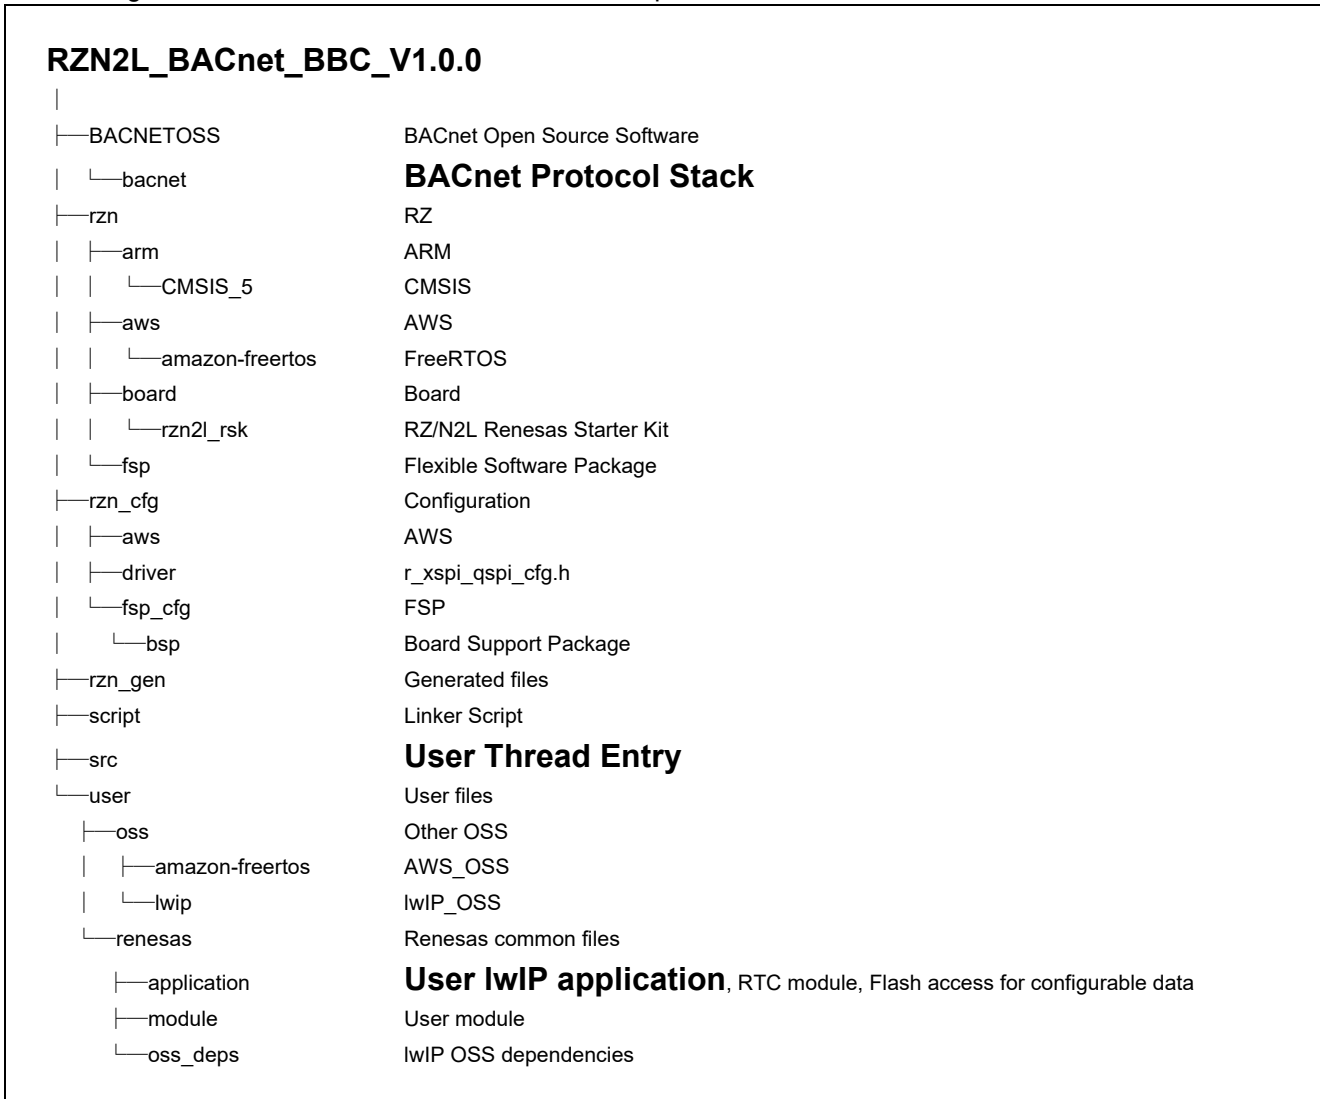 RZN2L_BACnet_BBC_V1.0.0
│
├──BACNETOSS BACnet Open Source Software
│ └──bacnet BACnet Protocol Stack
├──rzn RZ
│ ├──arm ARM
│ │ └──CMSIS_5 CMSIS
│ ├──aws AWS
│ │ └──amazon-freertos FreeRTOS
│ ├──board Board
│ │ └──rzn2l_rsk RZ/N2L Renesas Starter Kit
│ └──fsp Flexible Software Package
├──rzn_cfg Configuration
│ ├──aws AWS
│ ├──driver r_xspi_qspi_cfg.h
│ └──fsp_cfg FSP
│ └──bsp Board Support Package
├──rzn_gen Generated files
├──script Linker Script
├──src User Thread Entry
└──user User files
├──oss Other OSS
│ ├──amazon-freertos AWS_OSS
│ └──lwip lwIP_OSS
└──renesas Renesas common files
├──application User lwIP application, RTC module, Flash access for configurable data
├──module User module
└──oss_deps lwIP OSS dependencies